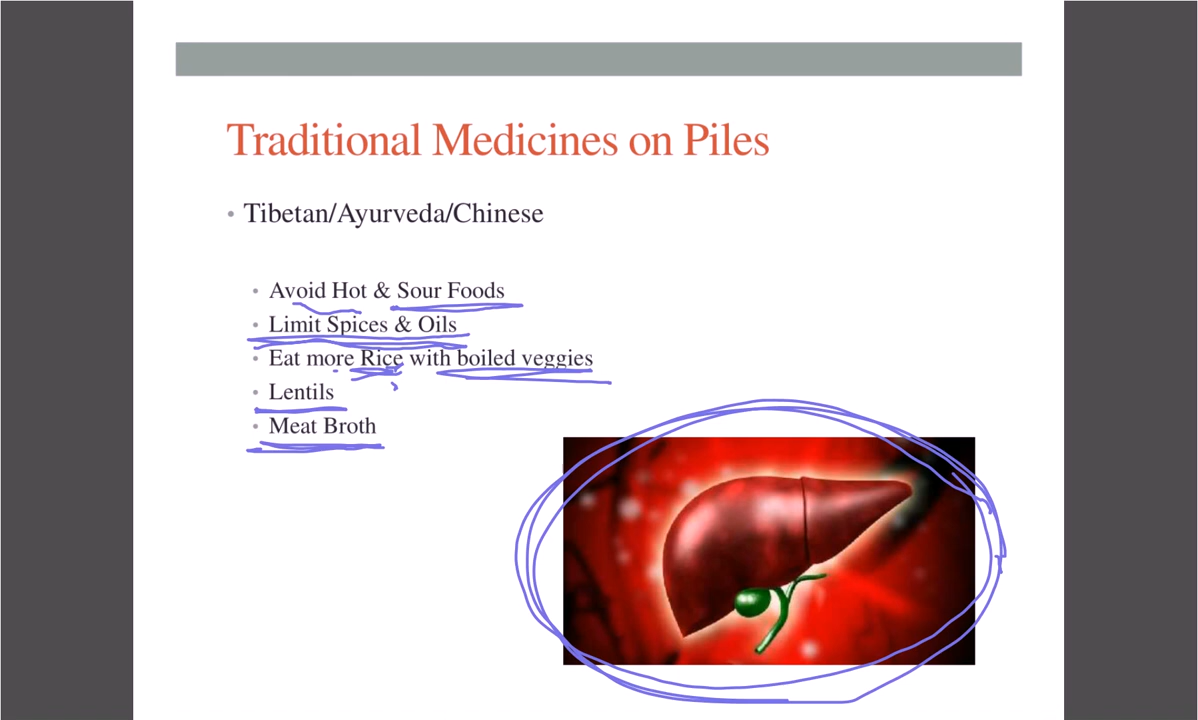 Traditional Medicines on Piles
• Tibetan/Ayurveda/Chinese
• Avoid Hot & Sour Foods
• Limit Spices & Oils
• Eat more Rice with boiled veggies
• Lentils
• Meat Broth